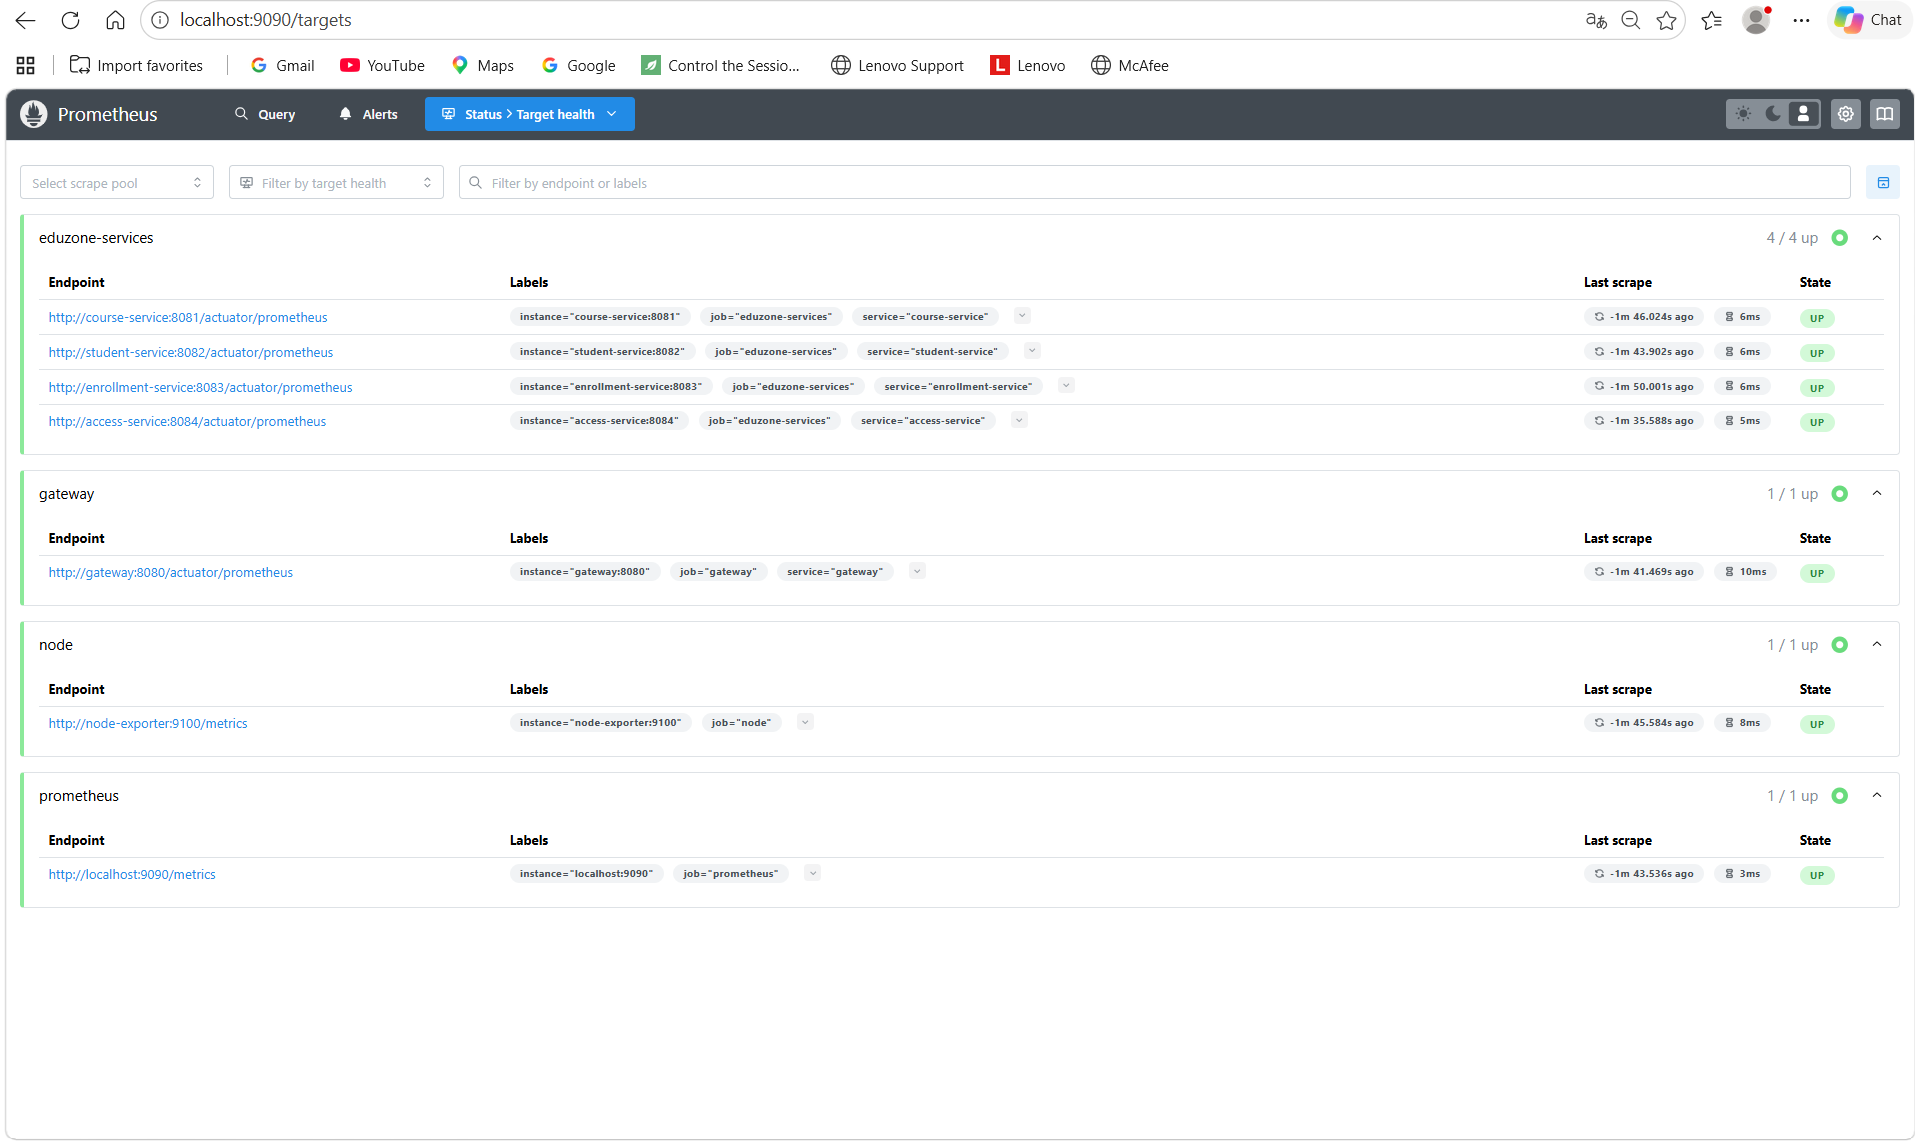 localhost:9090/targets
Chat
Import favorites Gmail YouTube Maps Google Control the Sessio... Lenovo Support Lenovo McAfee
Prometheus Query Alerts Status > Target health
Select scrape pool Filter by target health Filter by endpoint or labels
eduzone-services 4 / 4 up
Endpoint Labels Last scrape State
http://course-service:8081/actuator/prometheus instance="course-service:8081" job="eduzone-services" service="course-service" -1m 46.024s ago 6ms UP
http://student-service:8082/actuator/prometheus instance="student-service:8082" job="eduzone-services" service="student-service" -1m 43.902s ago 6ms UP
http://enrollment-service:8083/actuator/prometheus instance="enrollment-service:8083" job="eduzone-services" service="enrollment-service" -1m 50.001s ago 6ms UP
http://access-service:8084/actuator/prometheus instance="access-service:8084" job="eduzone-services" service="access-service" -1m 35.588s ago 5ms UP
gateway 1 / 1 up
Endpoint Labels Last scrape State
http://gateway:8080/actuator/prometheus instance="gateway:8080" job="gateway" service="gateway" -1m 41.469s ago 10ms UP
node 1 / 1 up
Endpoint Labels Last scrape State
http://node-exporter:9100/metrics instance="node-exporter:9100" job="node" -1m 45.584s ago 8ms UP
prometheus 1 / 1 up
Endpoint Labels Last scrape State
http://localhost:9090/metrics instance="localhost:9090" job="prometheus" -1m 43.536s ago 3ms UP